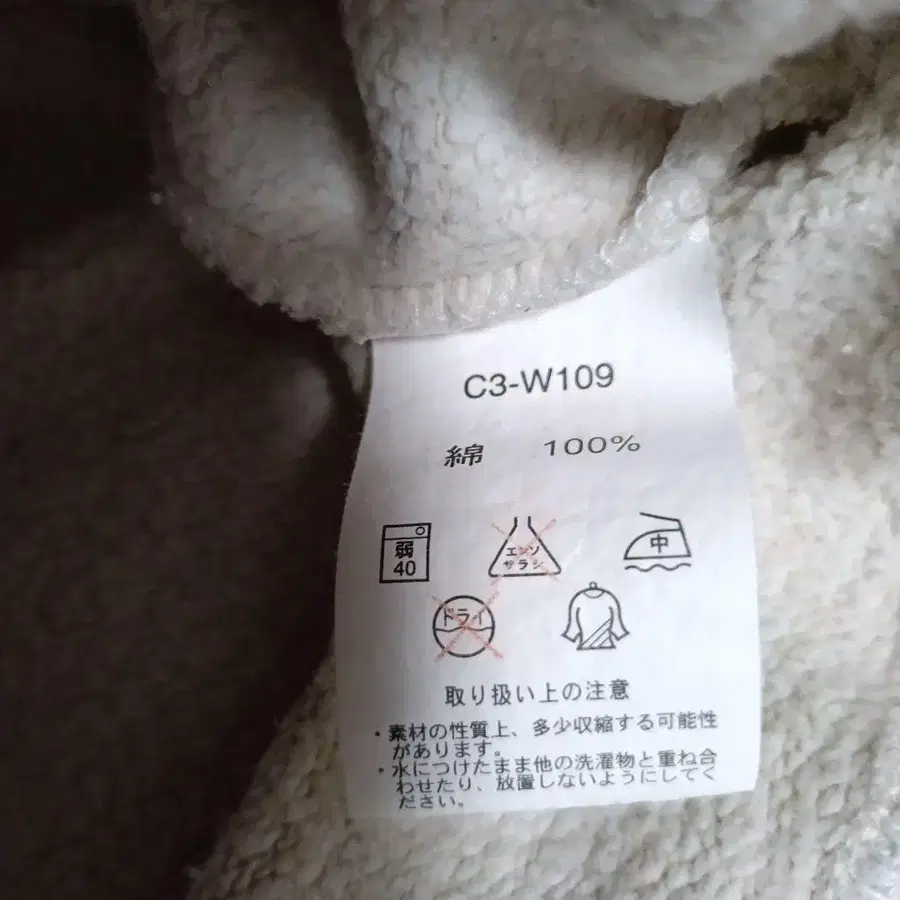 C3-W109
綿 100%
弱 エンソ 中
40 サラシ
ドライ
取り扱い上の注意
・素材の性質上、多少収縮する可能性
があります。
・水につけたまま他の洗濯物と重ね合
わせたり、放置しないようにしてく
ださい。